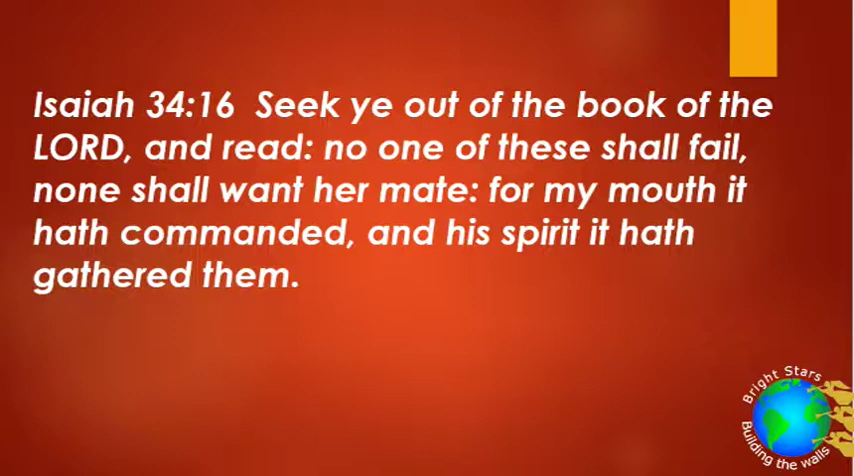 Isaiah 34:16  Seek ye out of the book of the
LORD, and read: no one of these shall fail,
none shall want her mate: for my mouth it
hath commanded, and his spirit it hath
gathered them.
Bright Stars
Building the walls